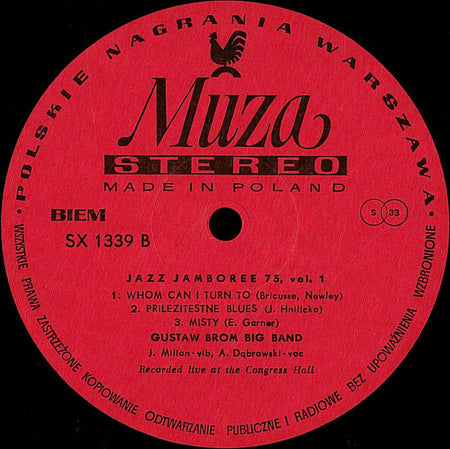 • POLSKIE NAGRANIA WARSZAWA •
Muza
STEREO
MADE IN POLAND
BIEM
S 33
SX 1339 B
JAZZ JAMBOREE 75, vol. 1
1. WHOM CAN I TURN TO (Bricusse, Newley)
2. PRILEZITEŠTNE BLUES (J. Hnilicka)
3. MISTY (E. Garner)
GUSTAW BROM BIG BAND
J. Milian-vib, A. Dąbrowski-voc
Recorded live at the Congress Hall
WSZYSTKIE PRAWA ZASTRZEŻONE KOPIOWANIE ODTWARZANIE PUBLICZNE I RADIOWE BEZ UPOWAŻNIENIA WZBRONIONE